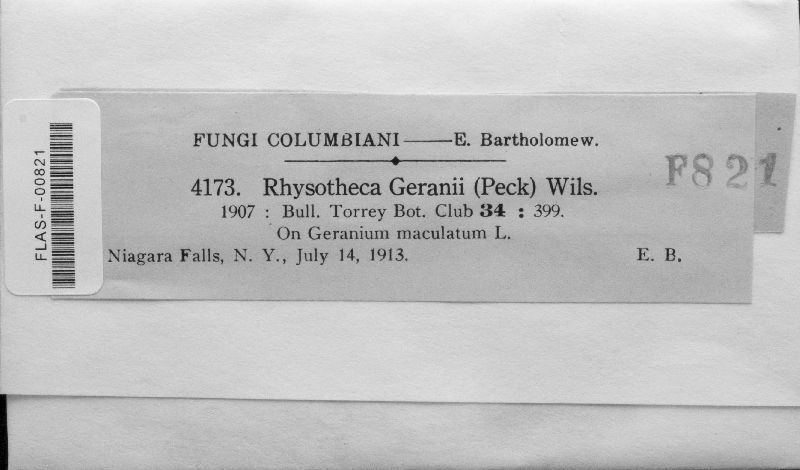 FUNGI COLUMBIANI——E. Bartholomew.
4173. Rhysotheca Geranii (Peck) Wils.
1907 : Bull. Torrey Bot. Club 34 : 399.
On Geranium maculatum L.
Niagara Falls, N. Y., July 14, 1913. E. B.
F821
FLAS-F-00821